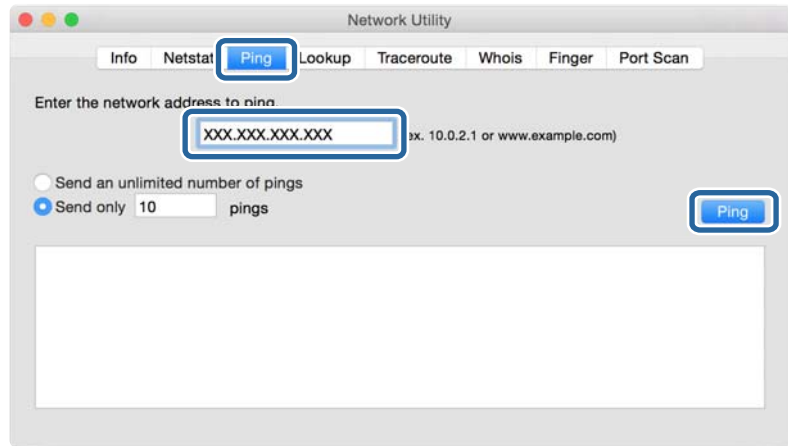 Network Utility
Info Netstat Ping Lookup Traceroute Whois Finger Port Scan
Enter the network address to ping.
XXX.XXX.XXX.XXX ex. 10.0.2.1 or www.example.com)
Send an unlimited number of pings
Send only 10 pings
Ping